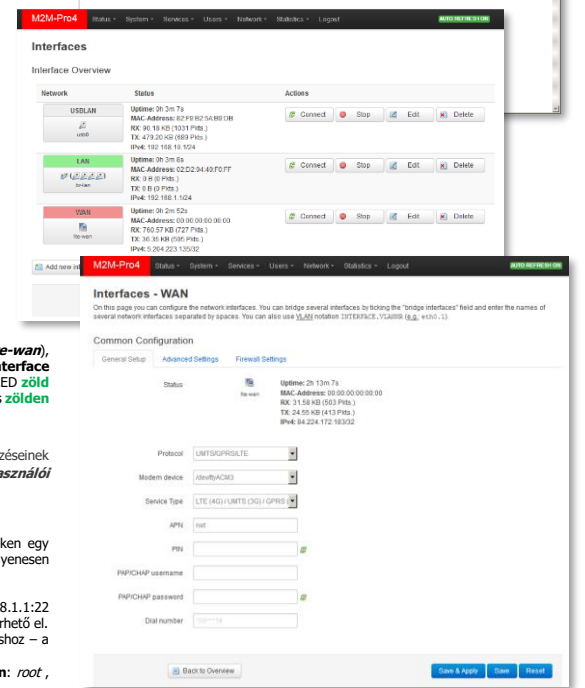 M2M-Pro4 Status System Services Users Network Statistics Logout AUTO REFRESH ON
Interfaces
Interface Overview
Network Status Actions
USBLAN
usb0
Uptime: 0h 3m 7s
RX: 90.18 KB (1031 Pkts.)
TX: 479.20 KB (689 Pkts.)
IPv4: 192.168.10.1/24
Connect Stop Edit Delete
LAN
br-lan
Uptime: 0h 3m 6s
MAC-Address: 02:D2:04:40:F0:FF
RX: 0 B (0 Pkts.)
TX: 0 B (0 Pkts.)
IPv4: 192.168.1.1/24
Connect Stop Edit Delete
WAN
lte-wan
Uptime: 0h 2m 52s
MAC-Address: 00:00:00:00:00:00
RX: 760.57 KB (727 Pkts.)
TX: 36.35 KB (505 Pkts.)
IPv4: 5.204.223.135/32
Connect Stop Edit Delete
Add new int
M2M-Pro4 Status System Services Users Network Statistics Logout AUTO REFRESH ON
Interfaces - WAN
On this page you can configure the network interfaces. You can bridge several interfaces by ticking the "bridge interfaces" field and enter the names of
several network interfaces separated by spaces. You can also use VLAN notation INTERFACE.VLANNR (e.g.: eth0.1).
Common Configuration
General Setup Advanced Settings Firewall Settings
Status
lte-wan
Uptime: 2h 13m 7s
MAC-Address: 00:00:00:00:00:00
RX: 31.58 KB (503 Pkts.)
TX: 24.55 KB (413 Pkts.)
IPv4: 84.224.172.183/32
Protocol UMTS/GPRS/LTE
Modem device /dev/ttyACM3
Service Type LTE (4G) / UMTS (3G) / GPRS (
APN net
PIN
PAP/CHAP username
PAP/CHAP password
Dial number
Back to Overview Save & Apply Save Reset
e-wan),
nterface
ED zöld
s zölden
zéseinek
asználói
ken egy
yenesen
8.1.1:22
rhető el.
shoz – a
n: root ,